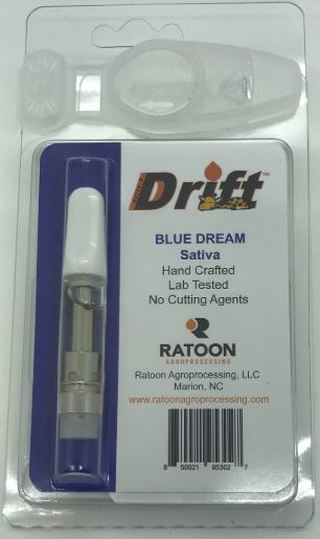 Drift™
BLUE DREAM
Sativa
Hand Crafted
Lab Tested
No Cutting Agents
RATOON
AGROPROCESSING
Ratoon Agroprocessing, LLC
Marion, NC
www.ratoonagroprocessing.com
8 50021 95302 7